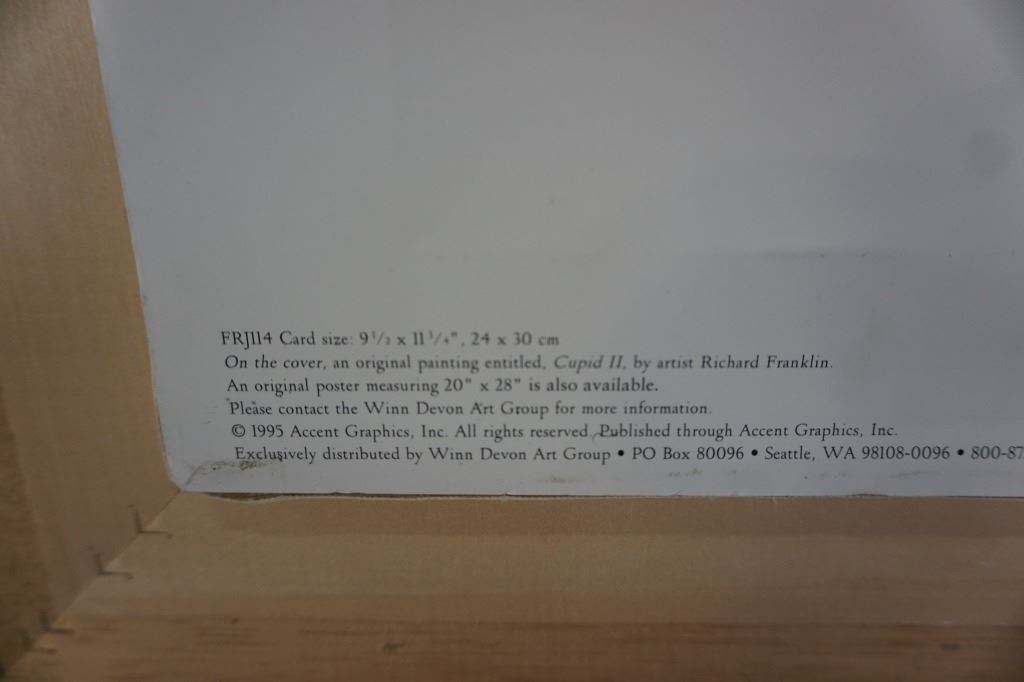 FRJ114 Card size: 9 1/2 x 11 3/4", 24 x 30 cm
On the cover, an original painting entitled, Cupid II, by artist Richard Franklin.
An original poster measuring 20" x 28" is also available.
Please contact the Winn Devon Art Group for more information.
© 1995 Accent Graphics, Inc. All rights reserved. Published through Accent Graphics, Inc.
Exclusively distributed by Winn Devon Art Group • PO Box 80096 • Seattle, WA 98108-0096 • 800-87